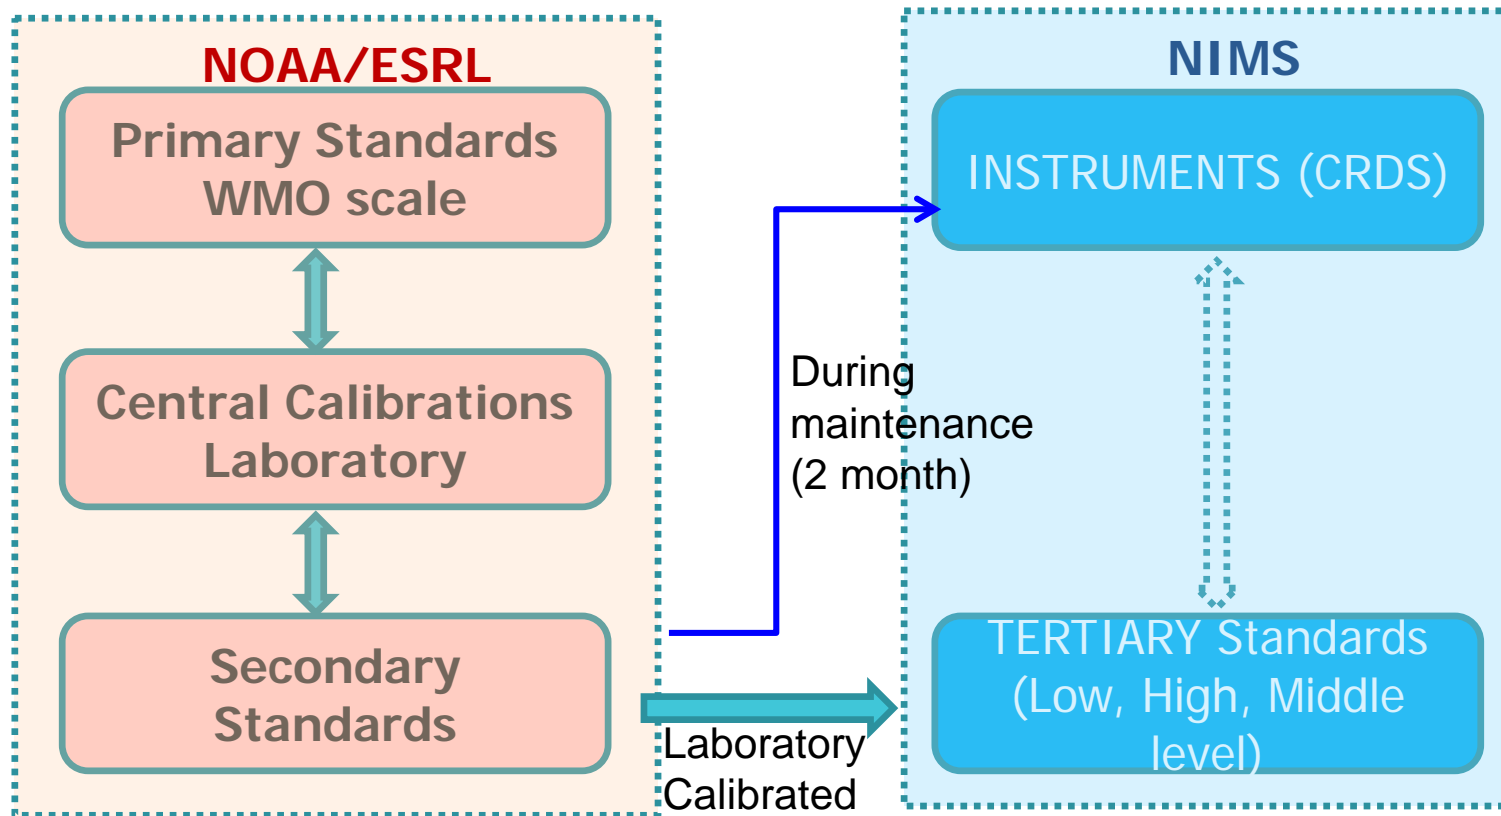 NOAA/ESRL
Primary Standards
WMO scale
Central Calibrations
Laboratory
Secondary
Standards
During
maintenance
(2 month)
Laboratory
Calibrated
NIMS
INSTRUMENTS (CRDS)
TERTIARY Standards
(Low, High, Middle
level)